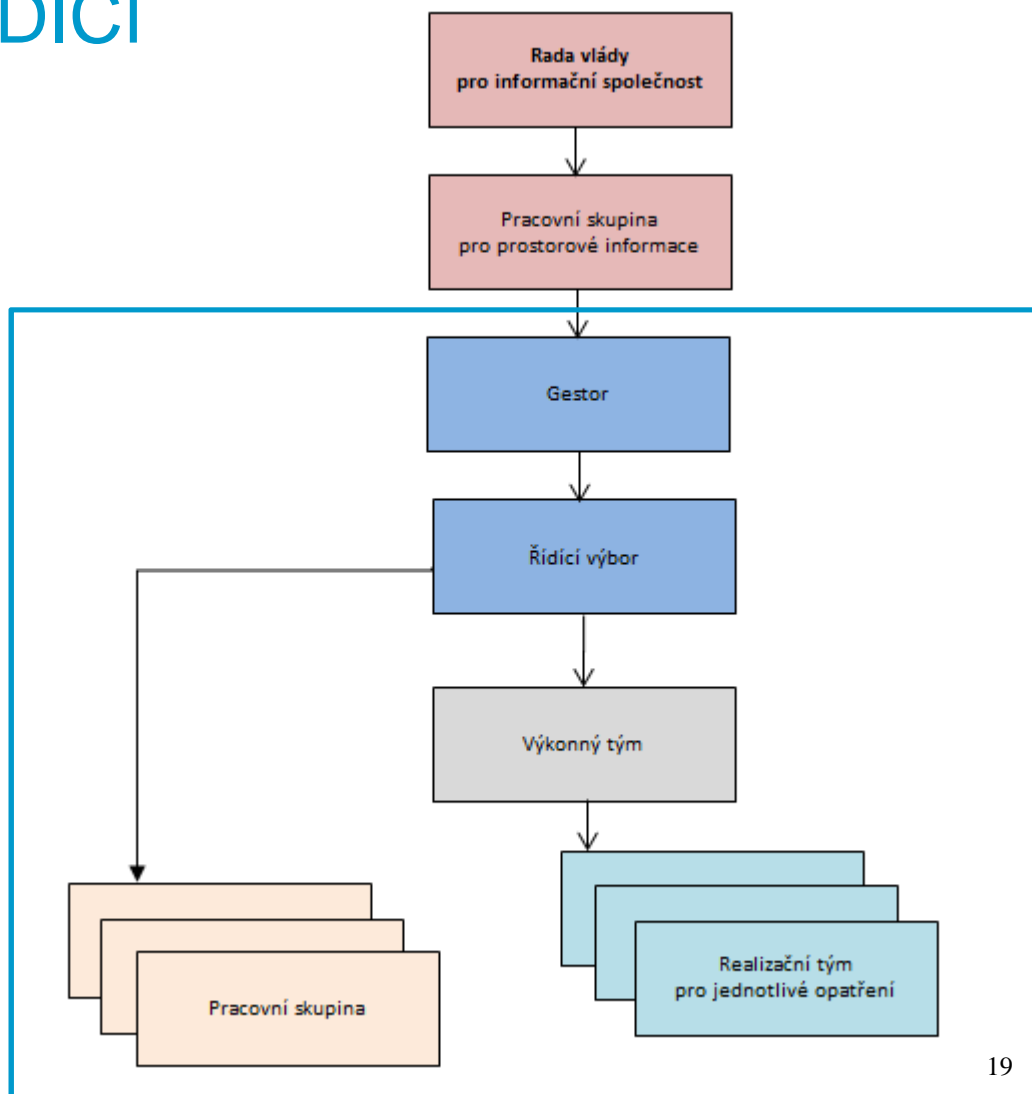 DÍCÍ
Rada vlády
pro informační společnost
Pracovní skupina
pro prostorové informace
Gestor
Řídící výbor
Výkonný tým
Pracovní skupina
Realizační tým
pro jednotlivé opatření
19